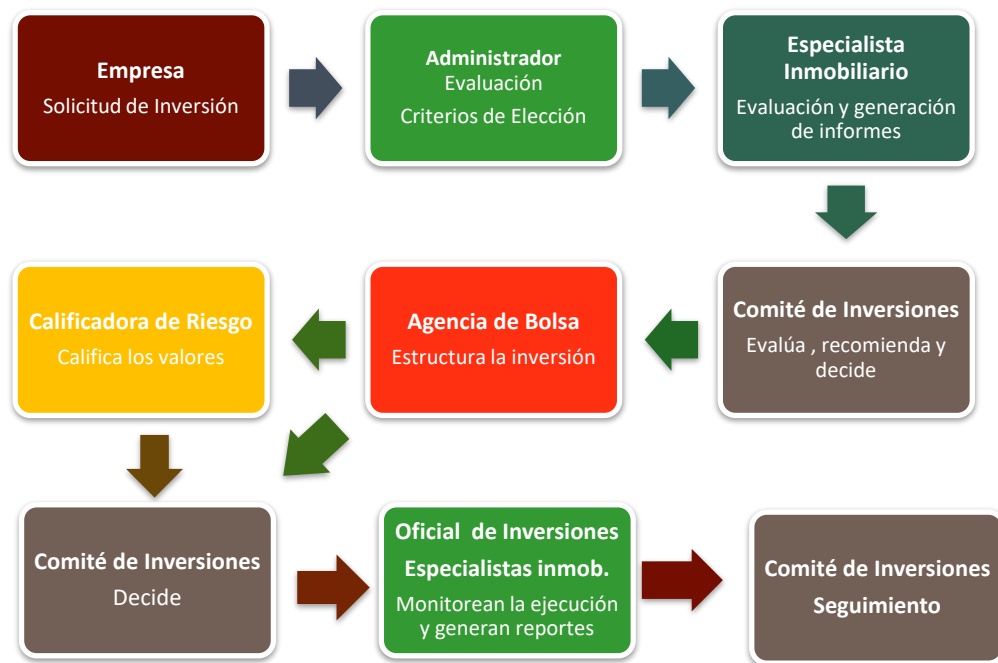 Empresa
Solicitud de Inversión
Administrador
Evaluación
Criterios de Elección
Especialista
Inmobiliario
Evaluación y generación
de informes
Calificadora de Riesgo
Califica los valores
Agencia de Bolsa
Estructura la inversión
Comité de Inversiones
Evalúa , recomienda y
decide
Comité de Inversiones
Decide
Oficial de Inversiones
Especialistas inmob.
Monitorean la ejecución
y generan reportes
Comité de Inversiones
Seguimiento